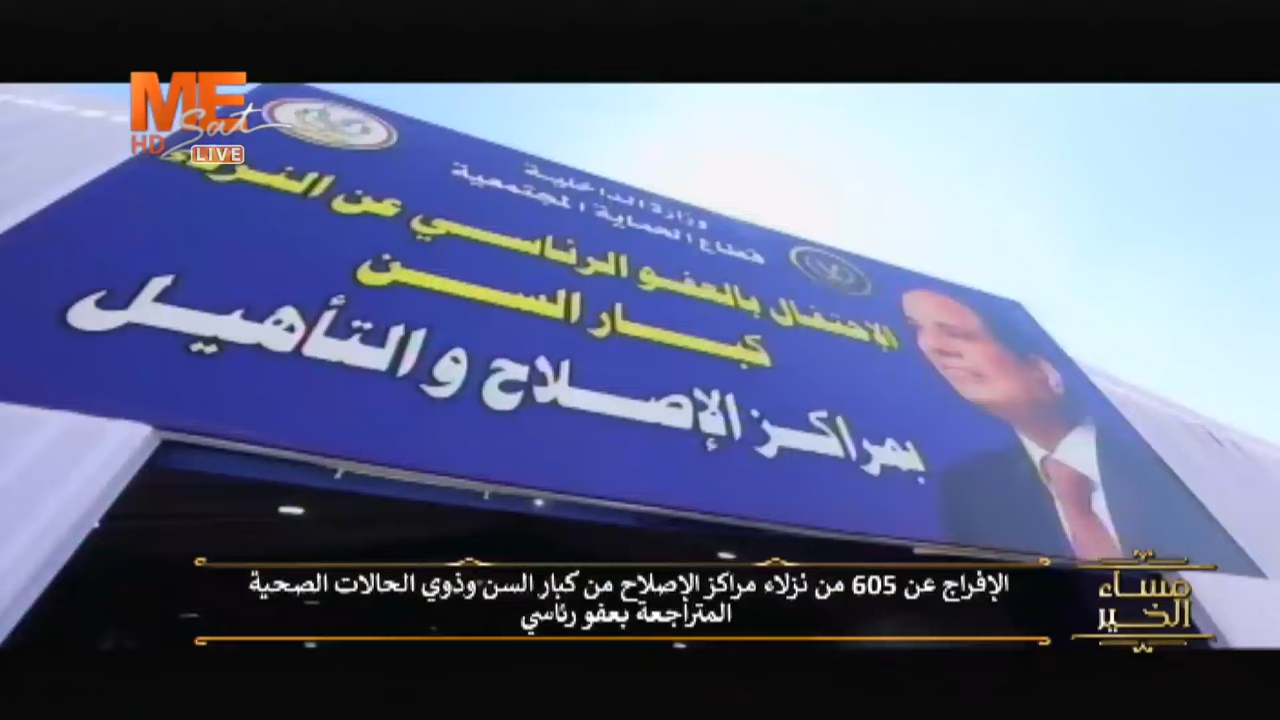 ME
Sat
HD
LIVE
وزارة الداخلية
قطاع الحماية المجتمعية
الإحتفال بالعفو الرئاسي عن النزلاء
كبار السن
بمراكز الإصلاح والتأهيل
الإفراج عن 605 من نزلاء مراكز الإصلاح من كبار السن وذوي الحالات الصحية
المتراجعة بعفو رئاسي
مساء
الخير